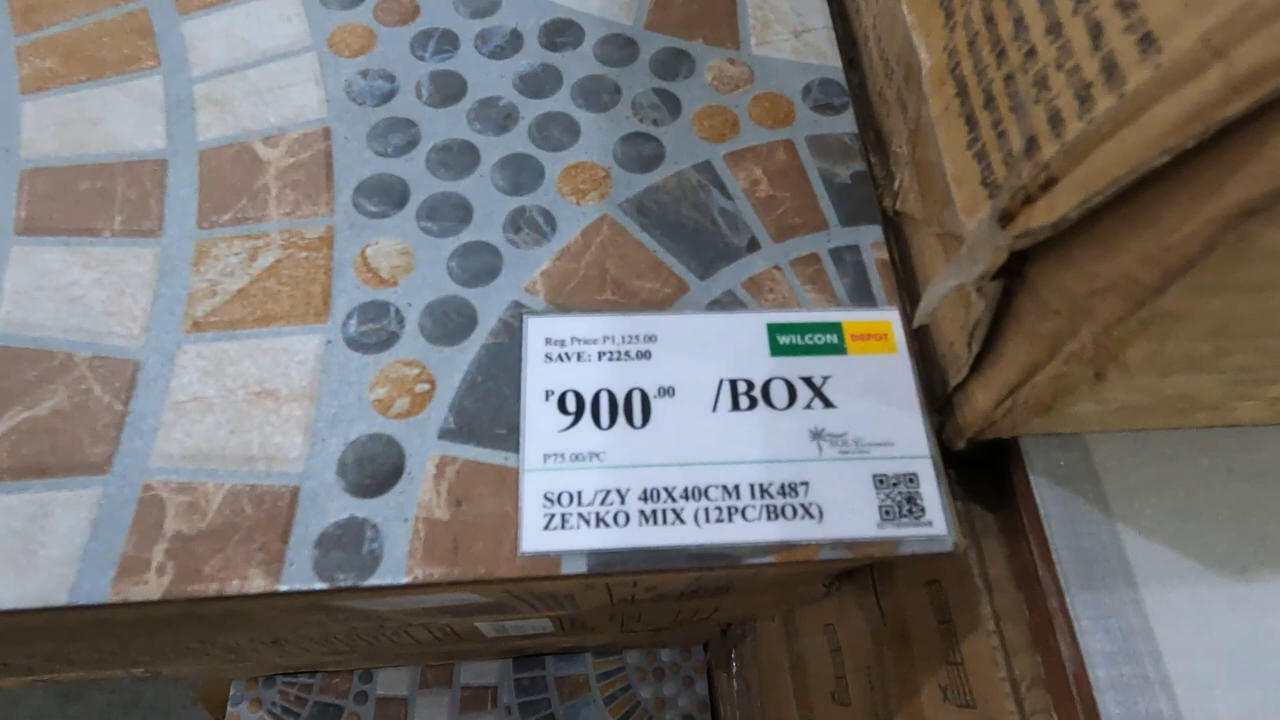 Reg. Price:P1,125.00
SAVE: P225.00
WILCON DEPOT
P900.00 /BOX
P75.00/PC
SOL/ZY 40X40CM IK487
ZENKO MIX (12PC/BOX)